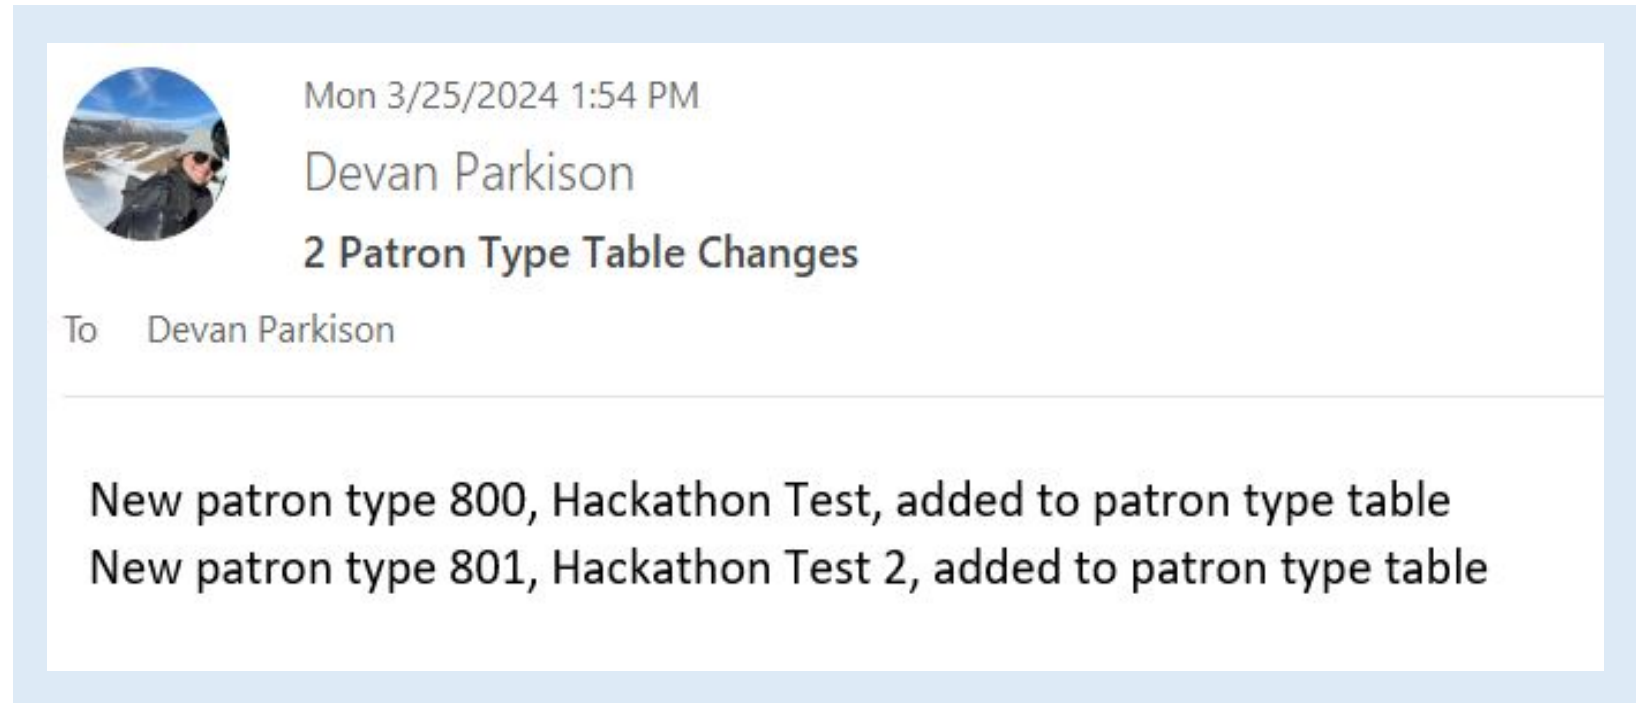 Mon 3/25/2024 1:54 PM
Devan Parkison
2 Patron Type Table Changes
To Devan Parkison
New patron type 800, Hackathon Test, added to patron type table
New patron type 801, Hackathon Test 2, added to patron type table